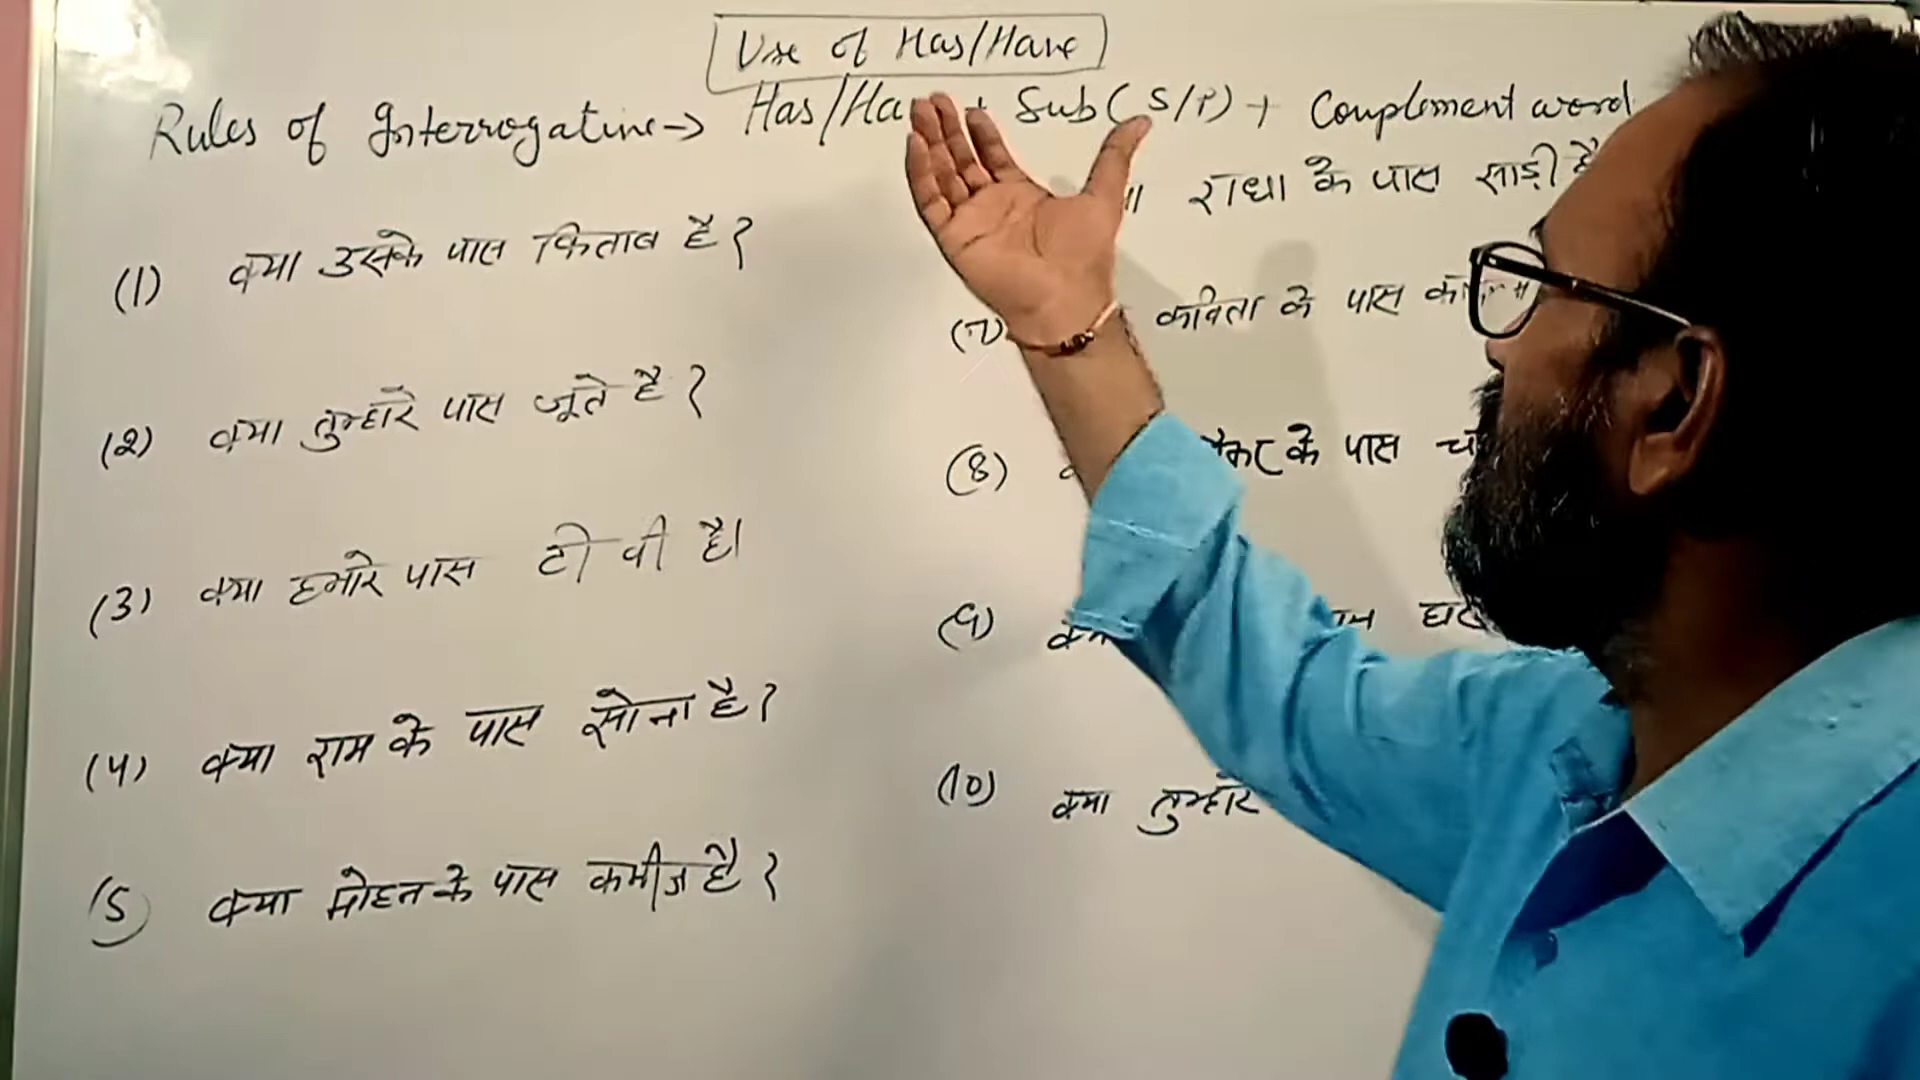 Use of Has/Have
Rules of Interrogative → Has/Ha + Sub(S/P) + Complement word
(1) क्या उसके पास किताब है?
(2) क्या तुम्हारे पास जूते है?
(3) क्या हमारे पास टी वी है।
(4) क्या राम के पास सोना है?
(5) क्या मोहन के पास कमीज है?
राधा के पास साड़ी है
(7) कविता के पास
(8) के पास
(9)
(10) क्या तुम्हारे